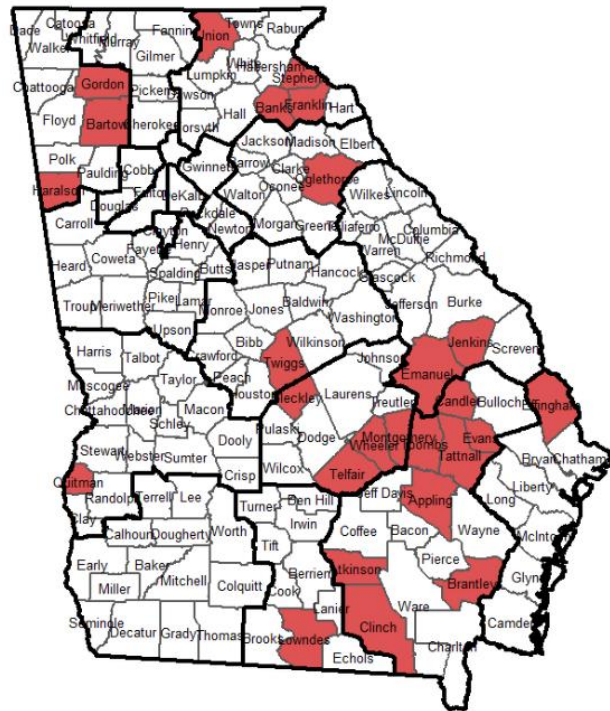 Dade Catoosa Fannin Union Towns Rabun
Walker Whitfield Murray
Gilmer White Habersham
Lumpkin Stephens
Chattooga Gordon Pickens Dawson Banks Franklin Hart
Floyd Bartow Cherokee Forsyth Hall
Jackson Madison Elbert
Polk Cobb Gwinnett Barrow
Paulding Clarke Oglethorpe
Haralson Douglas Fulton DeKalb Walton Oconee Wilkes Lincoln
Carroll Clayton Rockdale Newton Morgan Greene Taliaferro Columbia
Fayette Henry McDuffie
Heard Coweta Spalding Butts Jasper Putnam Hancock Warren Richmond
Glascock
Troup Meriwether Pike Lamar Monroe Jones Baldwin Jefferson Burke
Upson Washington
Harris Talbot Crawford Bibb Wilkinson Jenkins Screven
Twiggs Johnson Emanuel
Muscogee Taylor Peach
Chattahoochee Marion Macon Houston Bleckley Laurens Treutlen Candler Bulloch Effingham
Schley Pulaski
Stewart Webster Sumter Dooly Dodge Wheeler Montgomery Toombs Evans
Tattnall Bryan Chatham
Quitman Crisp Wilcox Telfair
Randolph Terrell Lee Turner Ben Hill Jeff Davis Appling Long Liberty
Clay Irwin
Calhoun Dougherty Worth Coffee Bacon Wayne McIntosh
Tift
Early Baker Pierce
Mitchell Colquitt Berrien Atkinson
Miller Cook Brantley Glynn
Lanier Ware
Seminole Clinch
Decatur Grady Thomas Brooks Lowndes Camden
Echols Charlton